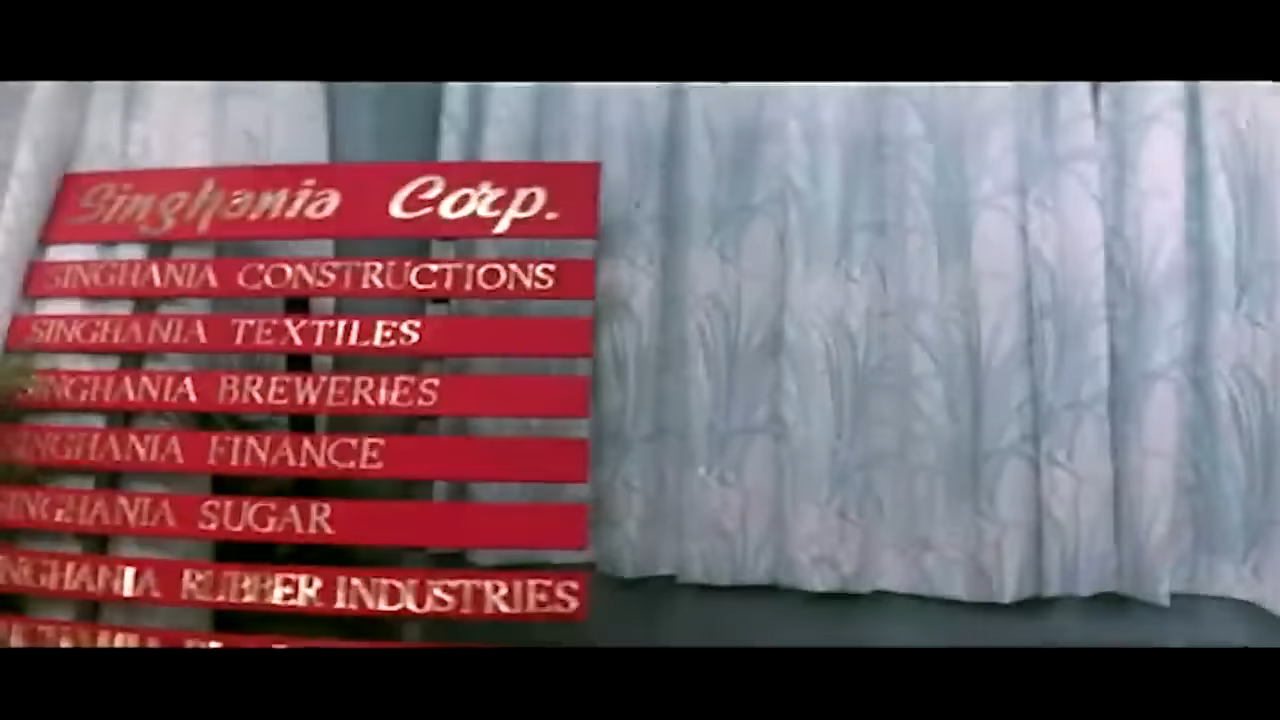 Singhania Corp.
SINGHANIA CONSTRUCTIONS
SINGHANIA TEXTILES
SINGHANIA BREWERIES
SINGHANIA FINANCE
SINGHANIA SUGAR
SINGHANIA RUBBER INDUSTRIES